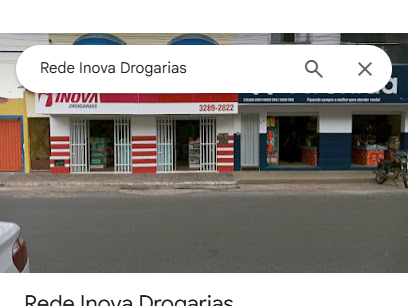 Rede Inova Drogarias
INOVA
DROGARIAS
3289-2822
Fazendo sempre o melhor para atender você!
Rede Inova Drogarias